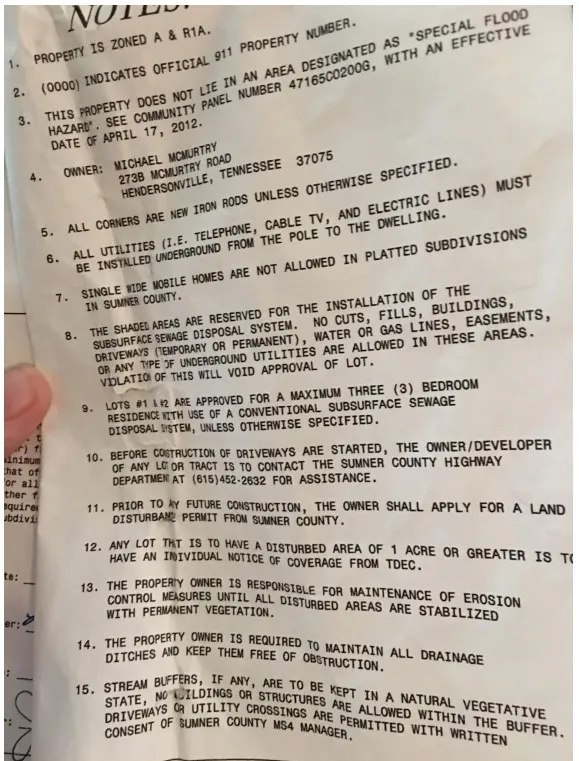 NOTES:
1. PROPERTY IS ZONED A & R1A.
2. (0000) INDICATES OFFICIAL 911 PROPERTY NUMBER.
3. THIS PROPERTY DOES NOT LIE IN AN AREA DESIGNATED AS "SPECIAL FLOOD
HAZARD". SEE COMMUNITY PANEL NUMBER 47165C0200G, WITH AN EFFECTIVE
DATE OF APRIL 17, 2012.
4. OWNER: MICHAEL MCMURTRY
273B MCMURTRY ROAD
HENDERSONVILLE, TENNESSEE 37075
5. ALL CORNERS ARE NEW IRON RODS UNLESS OTHERWISE SPECIFIED.
6. ALL UTILITIES (I.E. TELEPHONE, CABLE TV, AND ELECTRIC LINES) MUST
BE INSTALLED UNDERGROUND FROM THE POLE TO THE DWELLING.
7. SINGLE WIDE MOBILE HOMES ARE NOT ALLOWED IN PLATTED SUBDIVISIONS
IN SUMNER COUNTY.
8. THE SHADED AREAS ARE RESERVED FOR THE INSTALLATION OF THE
SUBSURFACE SEWAGE DISPOSAL SYSTEM. NO CUTS, FILLS, BUILDINGS,
DRIVEWAYS (TEMPORARY OR PERMANENT), WATER OR GAS LINES, EASEMENTS,
OR ANY TYPE OF UNDERGROUND UTILITIES ARE ALLOWED IN THESE AREAS.
VIOLATION OF THIS WILL VOID APPROVAL OF LOT.
9. LOTS #1 & #2 ARE APPROVED FOR A MAXIMUM THREE (3) BEDROOM
RESIDENCE WITH USE OF A CONVENTIONAL SUBSURFACE SEWAGE
DISPOSAL SYSTEM, UNLESS OTHERWISE SPECIFIED.
10. BEFORE CONSTRUCTION OF DRIVEWAYS ARE STARTED, THE OWNER/DEVELOPER
OF ANY LOT OR TRACT IS TO CONTACT THE SUMNER COUNTY HIGHWAY
DEPARTMENT AT (615)452-2632 FOR ASSISTANCE.
11. PRIOR TO ANY FUTURE CONSTRUCTION, THE OWNER SHALL APPLY FOR A LAND
DISTURBANCE PERMIT FROM SUMNER COUNTY.
12. ANY LOT THAT IS TO HAVE A DISTURBED AREA OF 1 ACRE OR GREATER IS TO
HAVE AN INDIVIDUAL NOTICE OF COVERAGE FROM TDEC.
13. THE PROPERTY OWNER IS RESPONSIBLE FOR MAINTENANCE OF EROSION
CONTROL MEASURES UNTIL ALL DISTURBED AREAS ARE STABILIZED
WITH PERMANENT VEGETATION.
14. THE PROPERTY OWNER IS REQUIRED TO MAINTAIN ALL DRAINAGE
DITCHES AND KEEP THEM FREE OF OBSTRUCTION.
15. STREAM BUFFERS, IF ANY, ARE TO BE KEPT IN A NATURAL VEGETATIVE
STATE, NO BUILDINGS OR STRUCTURES ARE ALLOWED WITHIN THE BUFFER.
DRIVEWAYS OR UTILITY CROSSINGS ARE PERMITTED WITH WRITTEN
CONSENT OF SUMNER COUNTY MS4 MANAGER.